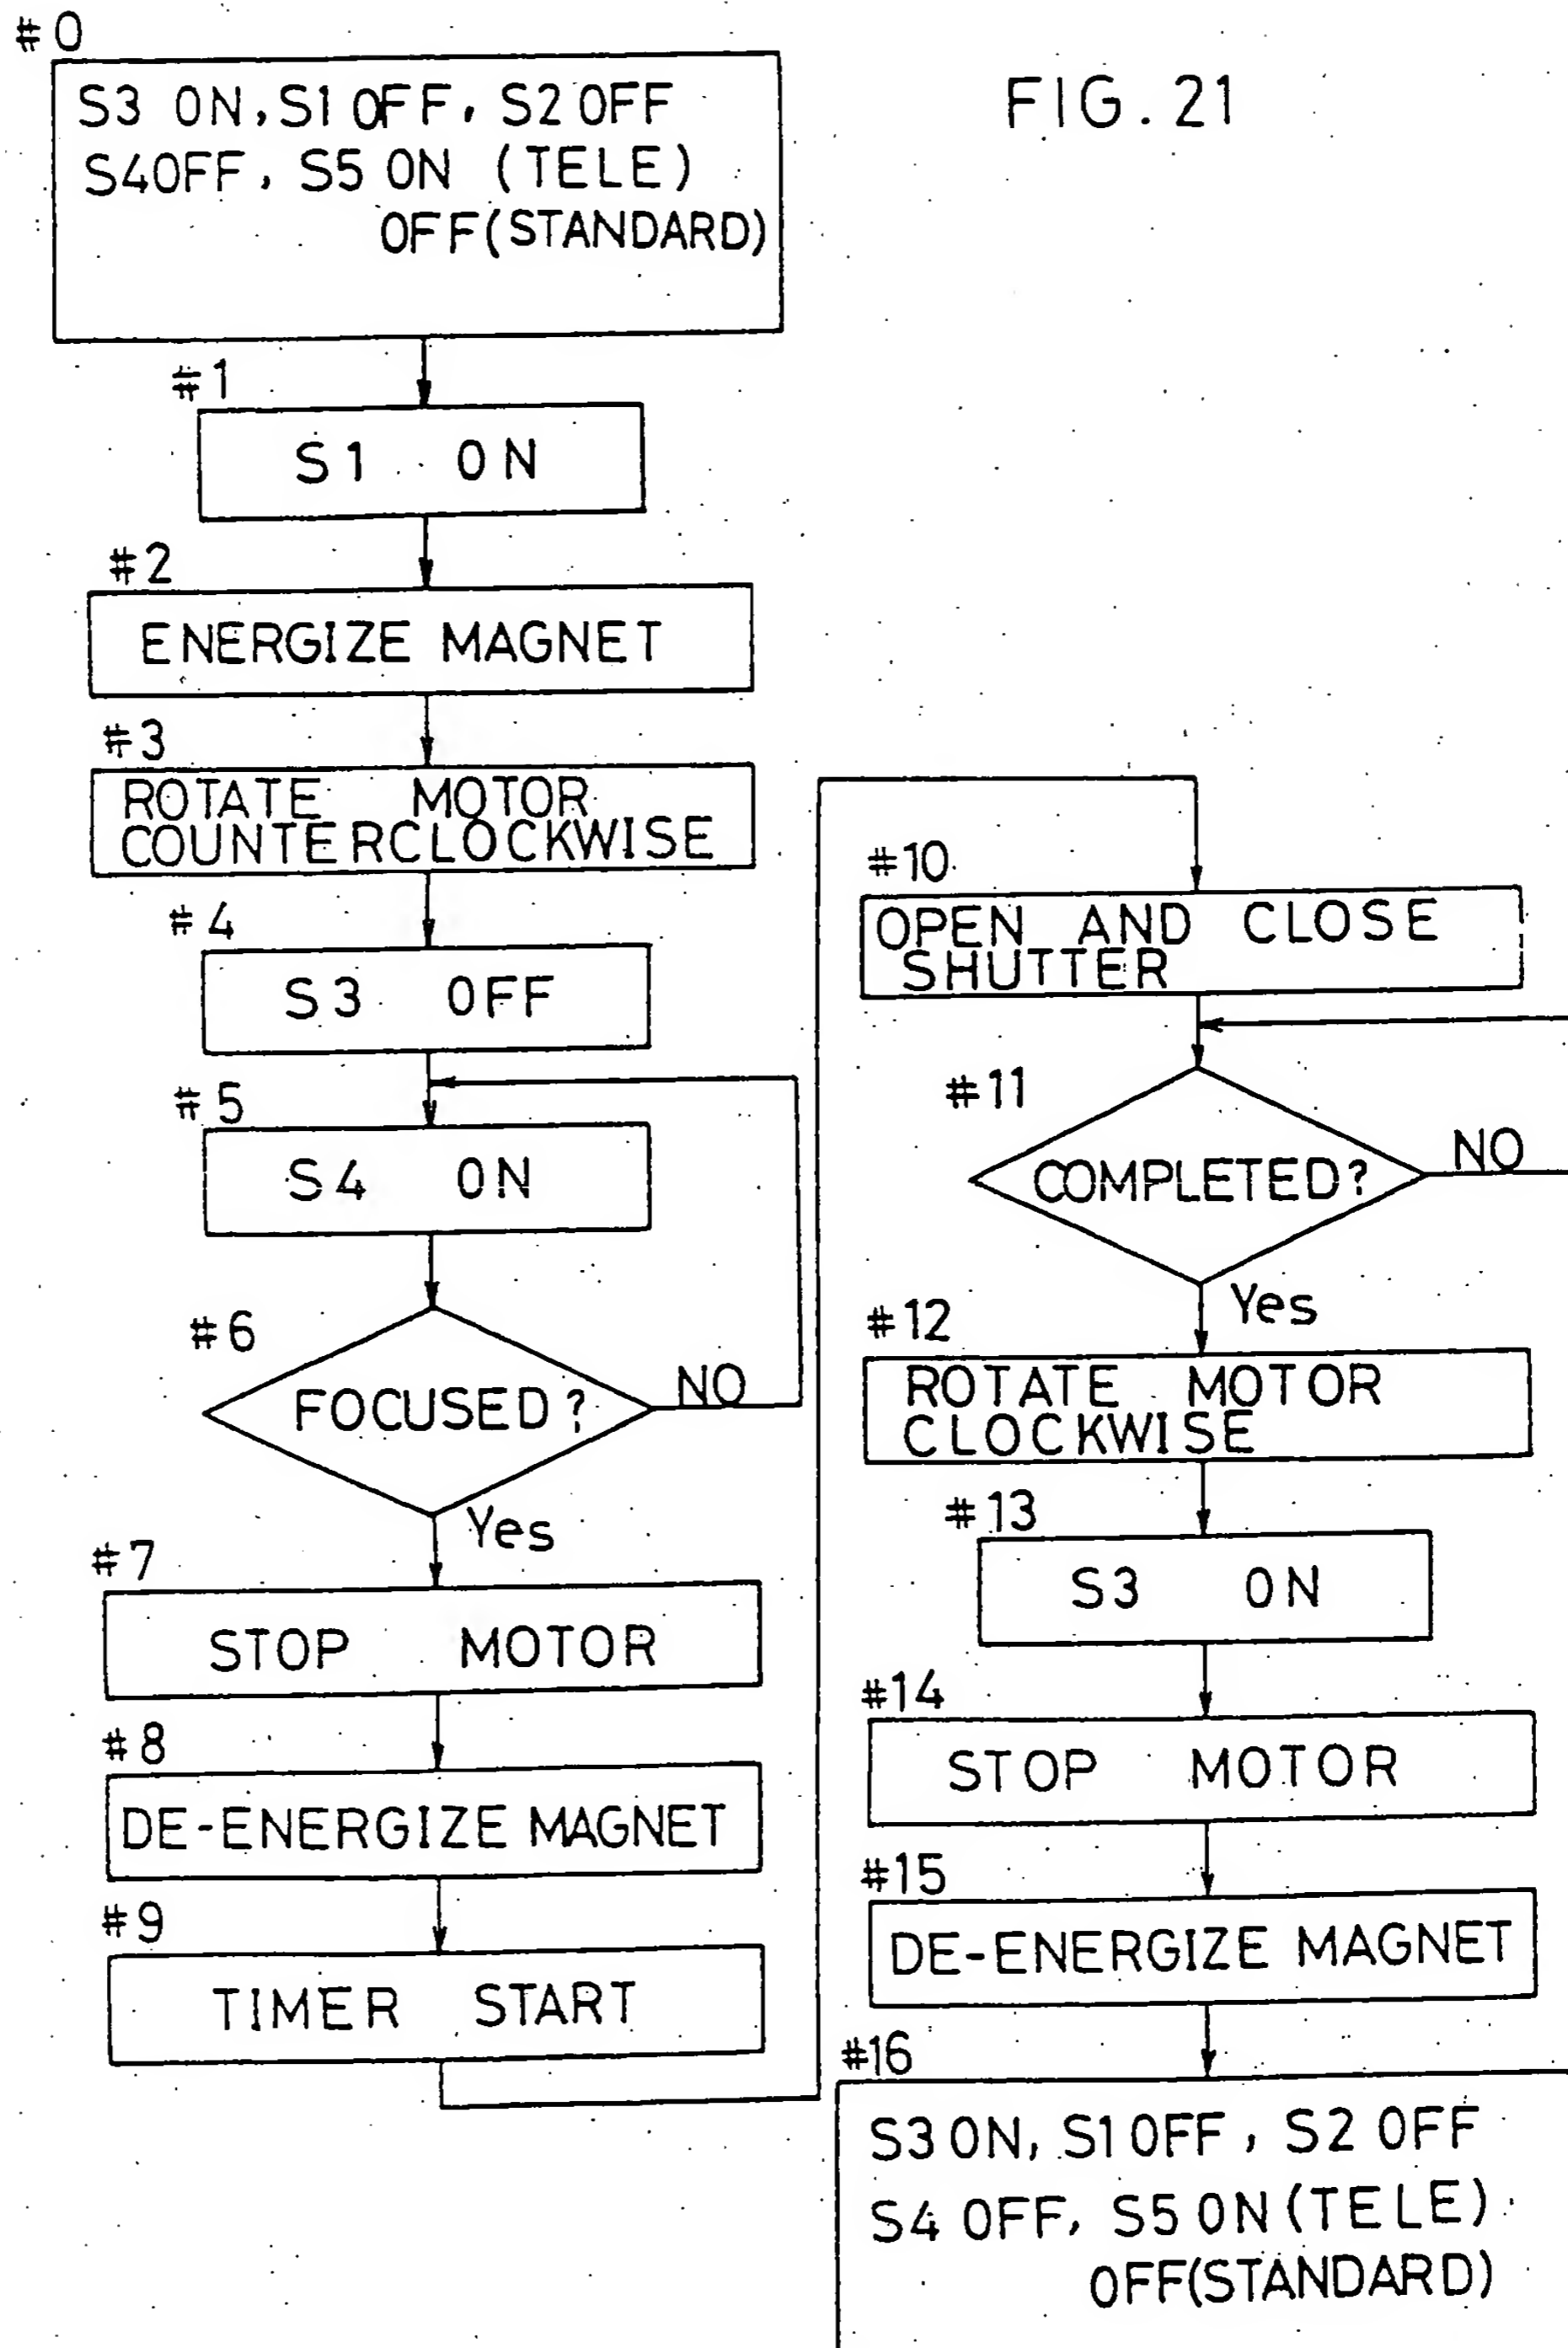 FIG.21
#0
S3 ON, S1 OFF, S2 OFF
S4 OFF, S5 ON (TELE)
OFF(STANDARD)
#1
S1 ON
#2
ENERGIZE MAGNET
#3
ROTATE MOTOR
COUNTERCLOCKWISE
#4
S3 OFF
#5
S4 ON
#6
FOCUSED?
NO
Yes
#7
STOP MOTOR
#8
DE-ENERGIZE MAGNET
#9
TIMER START
#10
OPEN AND CLOSE
SHUTTER
#11
COMPLETED?
NO
Yes
#12
ROTATE MOTOR
CLOCKWISE
#13
S3 ON
#14
STOP MOTOR
#15
DE-ENERGIZE MAGNET
#16
S3 ON, S1 OFF, S2 OFF
S4 OFF, S5 ON (TELE)
OFF(STANDARD)